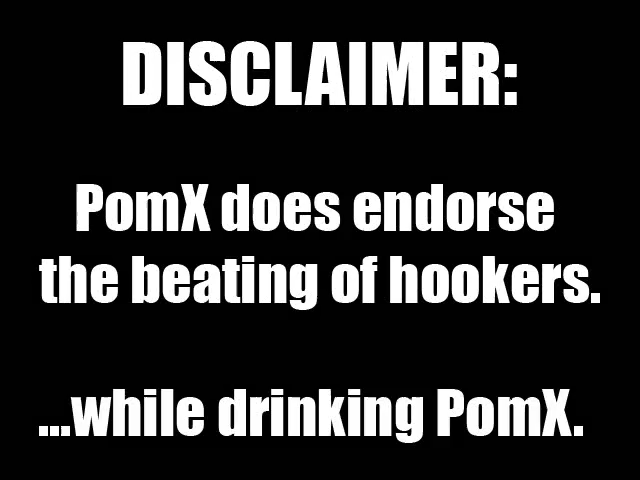 DISCLAIMER:
PomX does endorse
the beating of hookers.
...while drinking PomX.